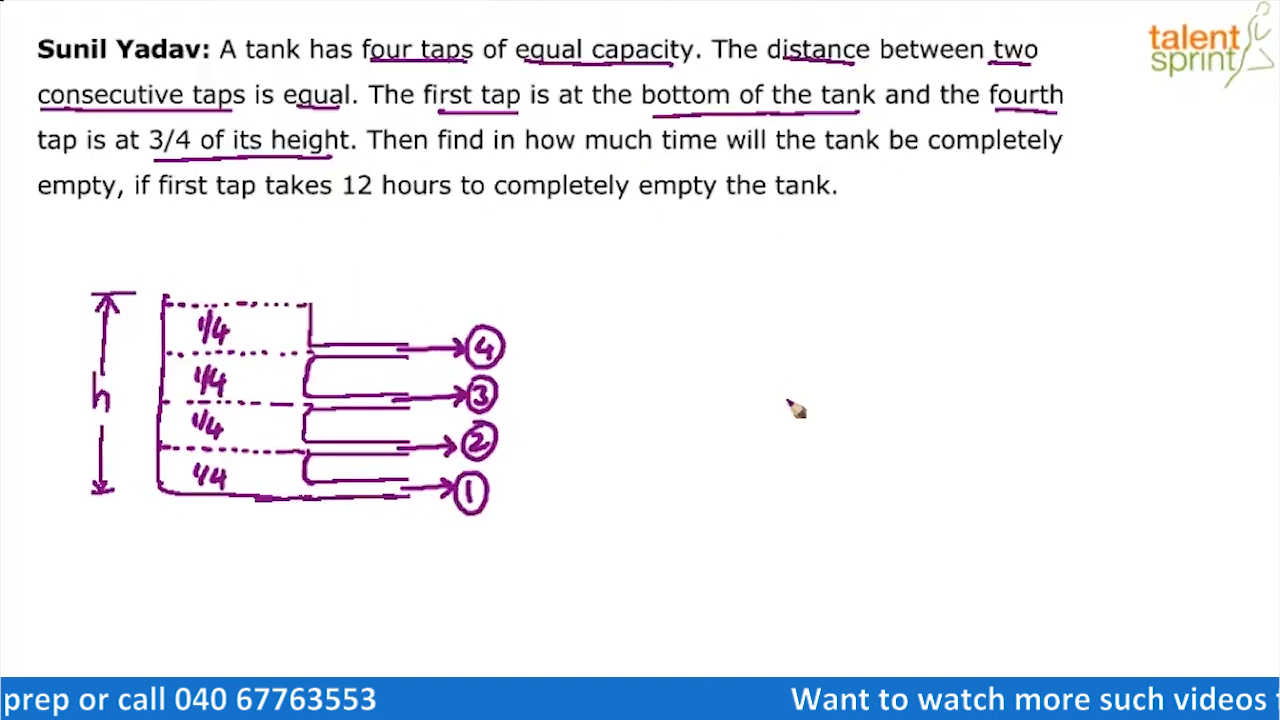 talent
sprint
Sunil Yadav: A tank has four taps of equal capacity. The distance between two
consecutive taps is equal. The first tap is at the bottom of the tank and the fourth
tap is at 3/4 of its height. Then find in how much time will the tank be completely
empty, if first tap takes 12 hours to completely empty the tank.
1/4
4
1/4
3
h
1/4
2
1/4
1
prep or call 040 67763553 Want to watch more such videos